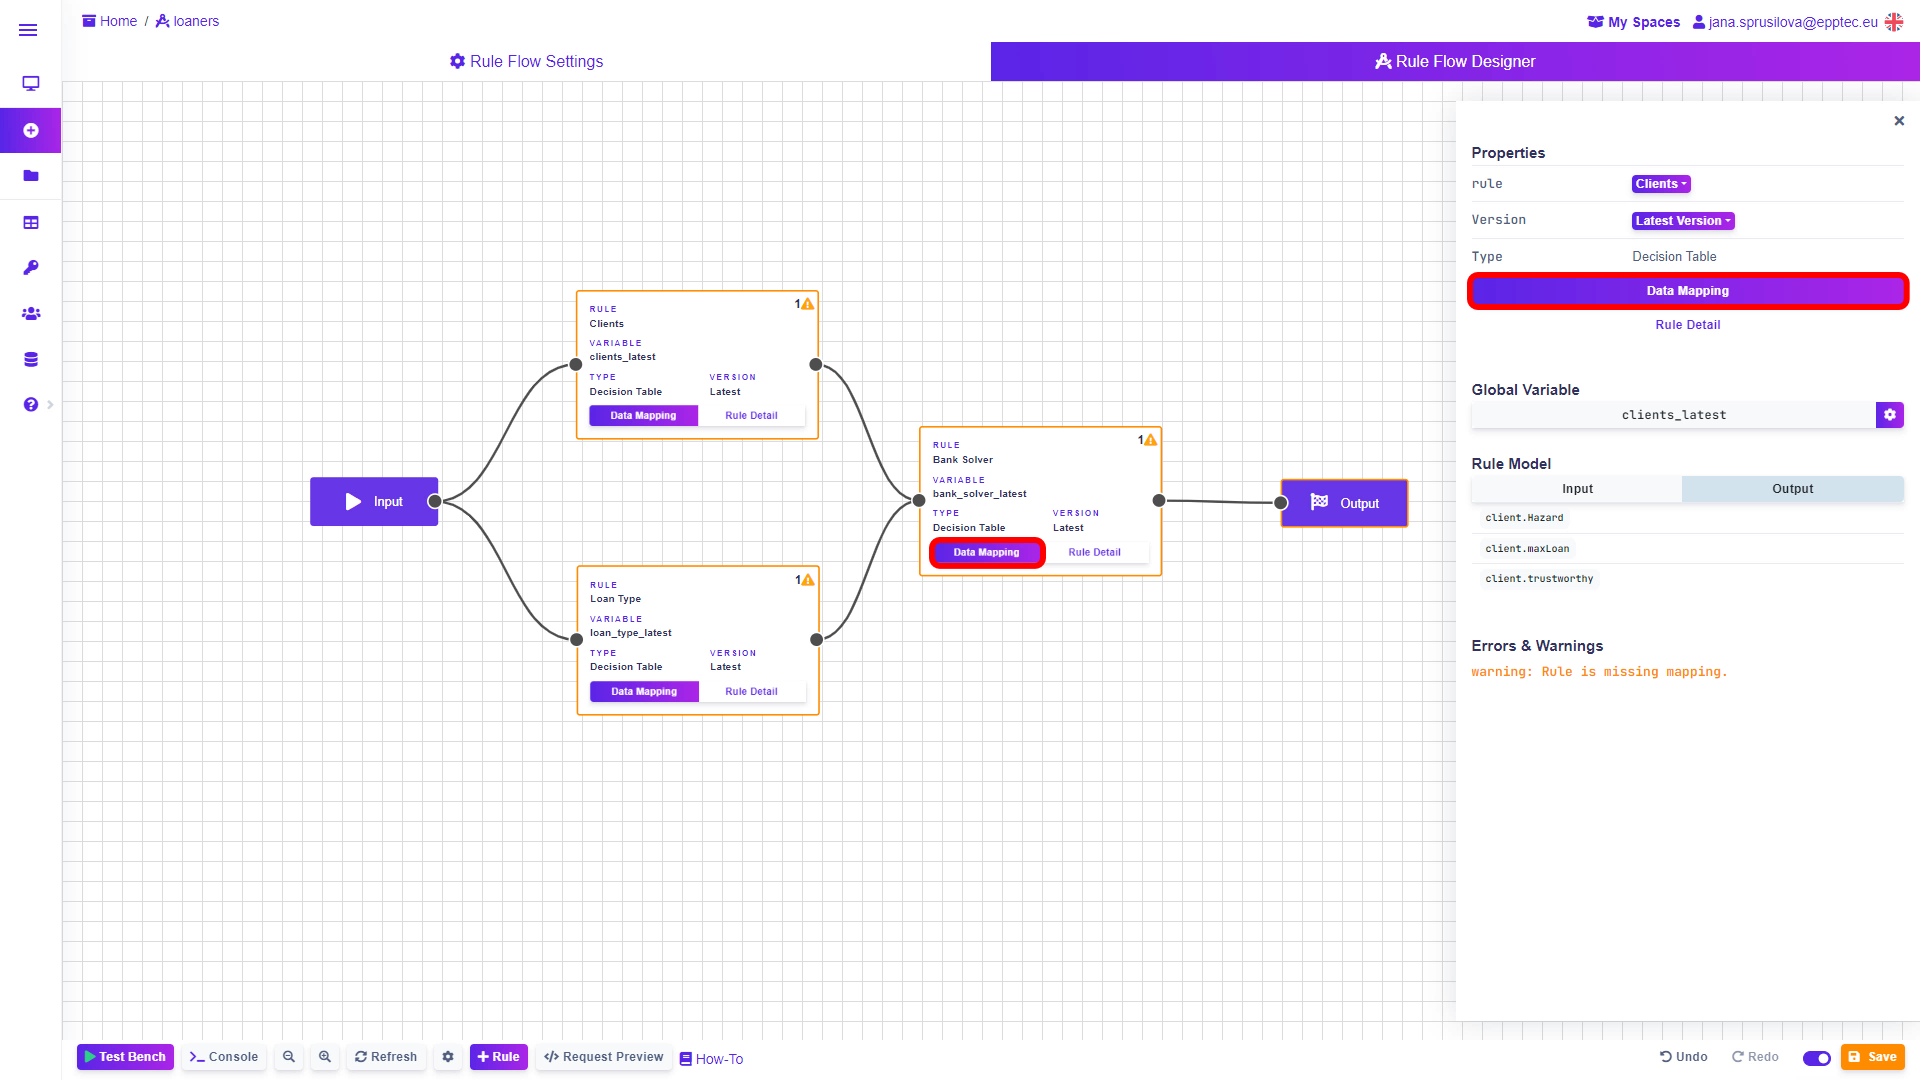 Home / loaners
My Spaces jana.sprusilova@epptec.eu
Rule Flow Settings
Rule Flow Designer
Input
1
RULE
Clients
VARIABLE
clients_latest
TYPE VERSION
Decision Table Latest
Data Mapping Rule Detail
1
RULE
Loan Type
VARIABLE
loan_type_latest
TYPE VERSION
Decision Table Latest
Data Mapping Rule Detail
1
RULE
Bank Solver
VARIABLE
bank_solver_latest
TYPE VERSION
Decision Table Latest
Data Mapping Rule Detail
Output
Properties
rule Clients
Version Latest Version
Type Decision Table
Data Mapping
Rule Detail
Global Variable
clients_latest
Rule Model
Input Output
client.Hazard
client.maxLoan
client.trustworthy
Errors & Warnings
warning: Rule is missing mapping.
Test Bench Console Refresh Rule Request Preview How-To Undo Redo Save